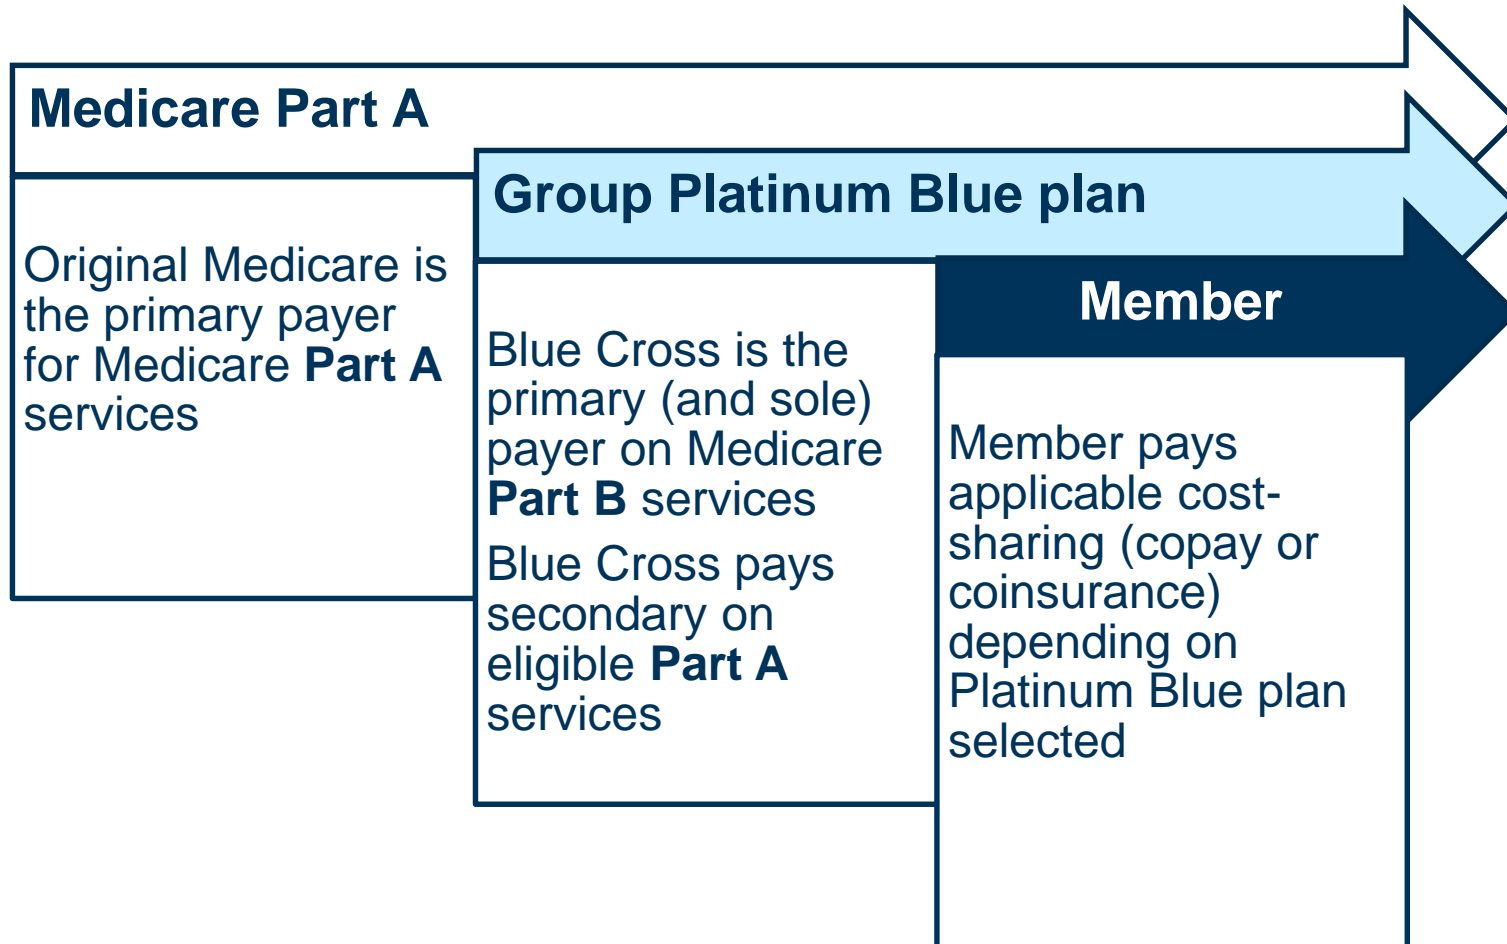 Medicare Part A
Original Medicare is
the primary payer
for Medicare Part A
services
Group Platinum Blue plan
Blue Cross is the
primary (and sole)
payer on Medicare
Part B services
Blue Cross pays
secondary on
eligible Part A
services
Member
Member pays
applicable cost-
sharing (copay or
coinsurance)
depending on
Platinum Blue plan
selected